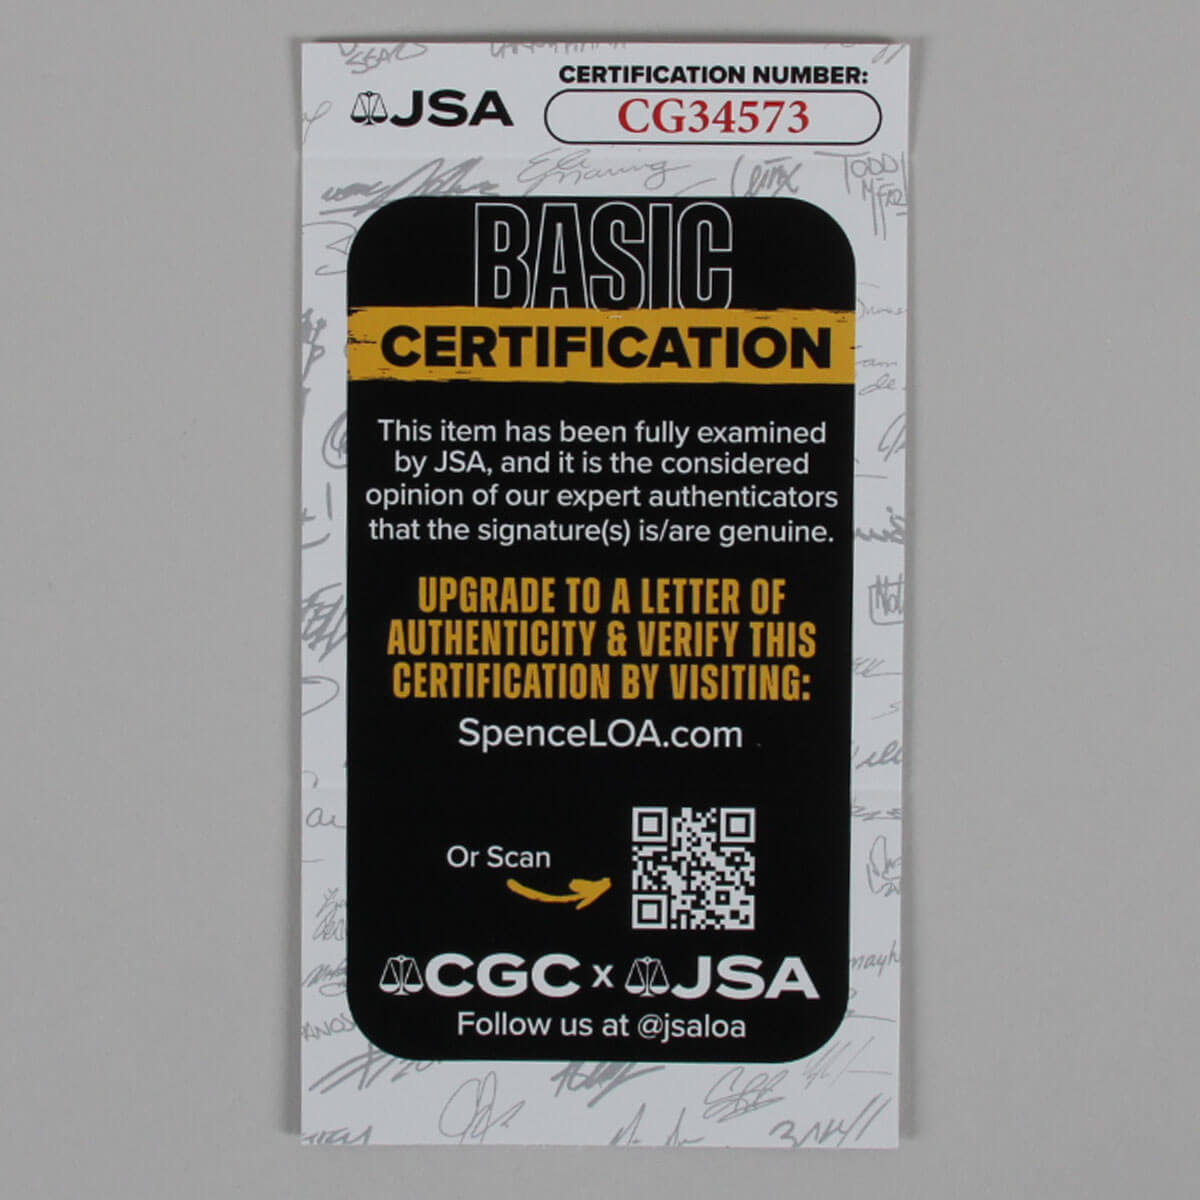 JSA
CERTIFICATION NUMBER:
CG34573
BASIC
CERTIFICATION
This item has been fully examined
by JSA, and it is the considered
opinion of our expert authenticators
that the signature(s) is/are genuine.
UPGRADE TO A LETTER OF
AUTHENTICITY & VERIFY THIS
CERTIFICATION BY VISITING:
SpenceLOA.com
Or Scan
CGC x JSA
Follow us at @jsaloa